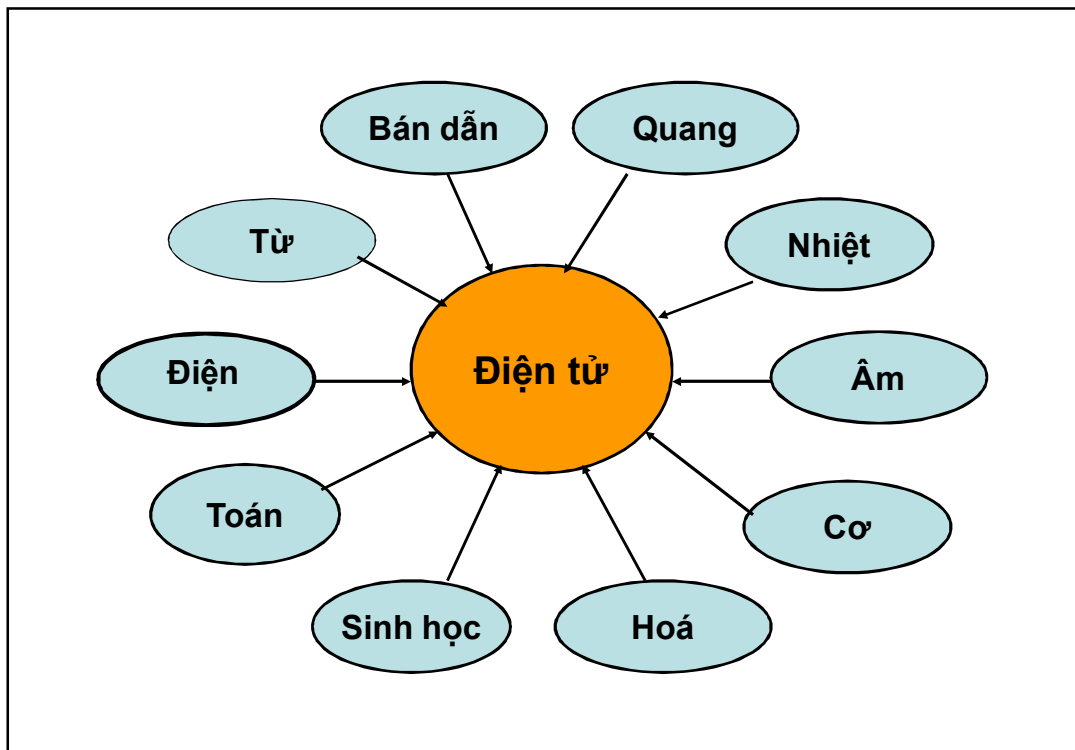 Bán dẫn
Quang
Từ
Nhiệt
Điện
Điện tử
Âm
Toán
Cơ
Sinh học
Hoá